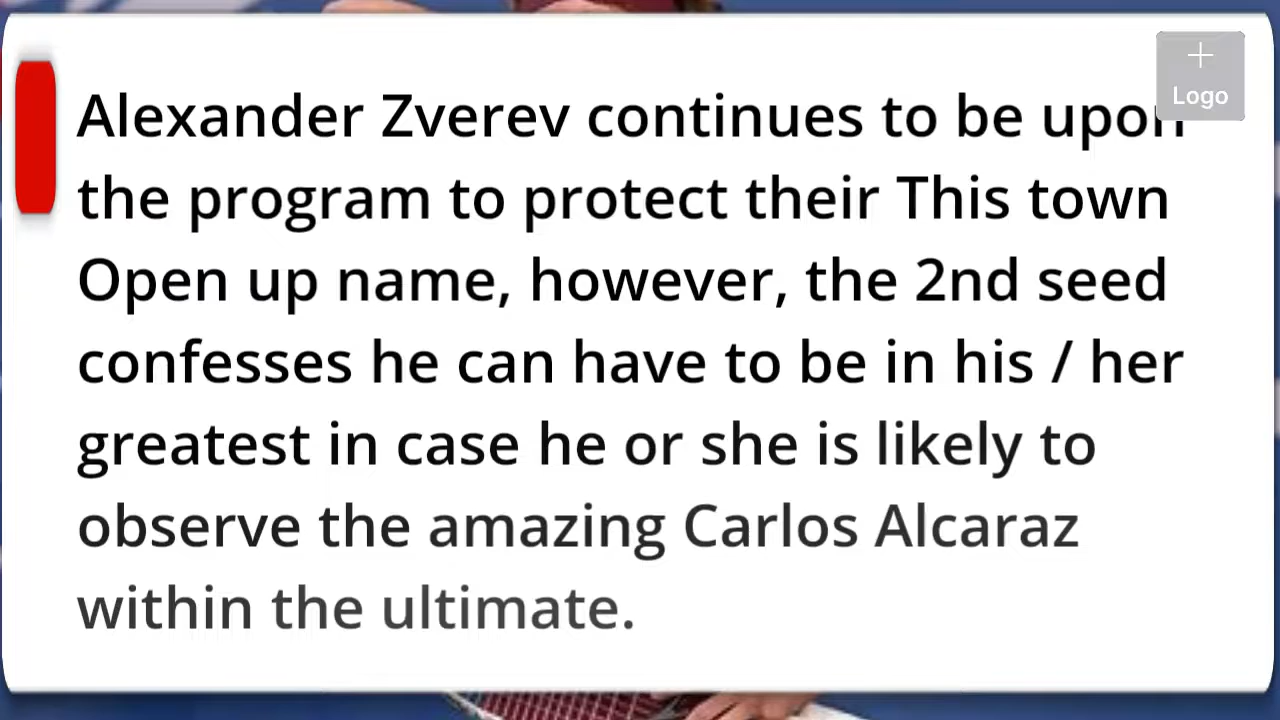 Alexander Zverev continues to be upon
the program to protect their This town
Open up name, however, the 2nd seed
confesses he can have to be in his / her
greatest in case he or she is likely to
observe the amazing Carlos Alcaraz
within the ultimate.
Logo